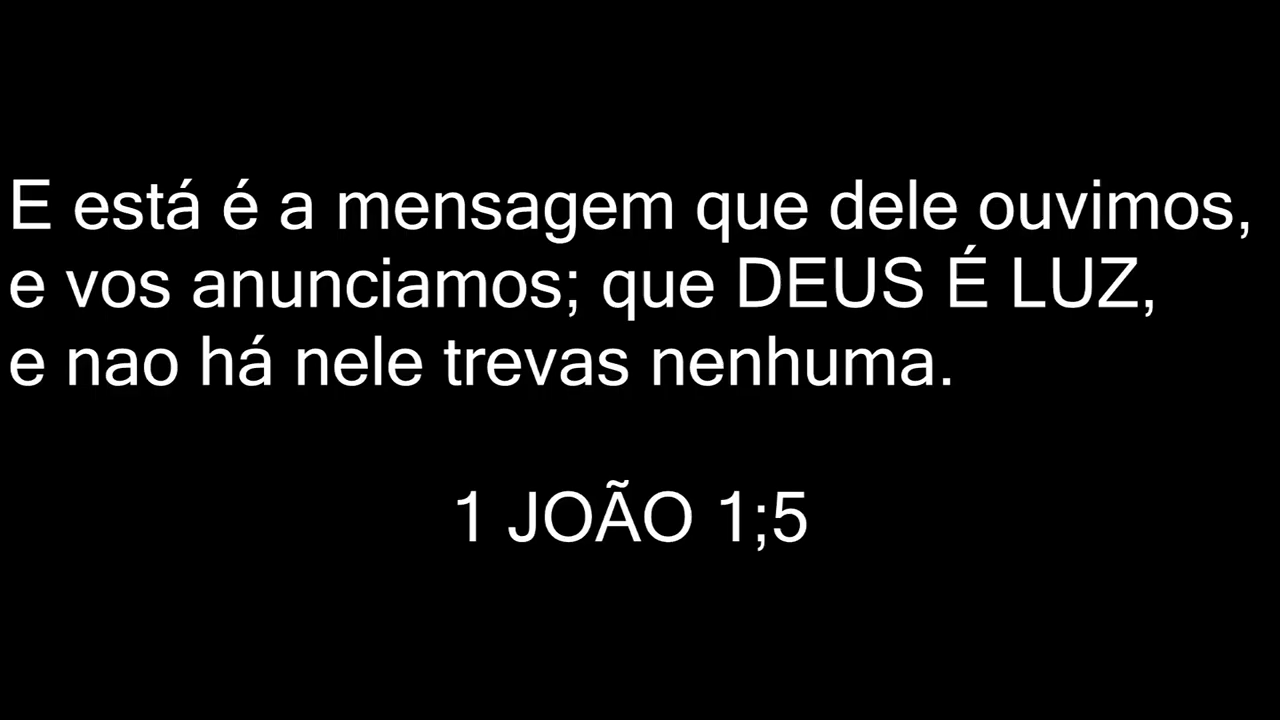 E está é a mensagem que dele ouvimos,
e vos anunciamos; que DEUS É LUZ,
e nao há nele trevas nenhuma.
1 JOÃO 1;5